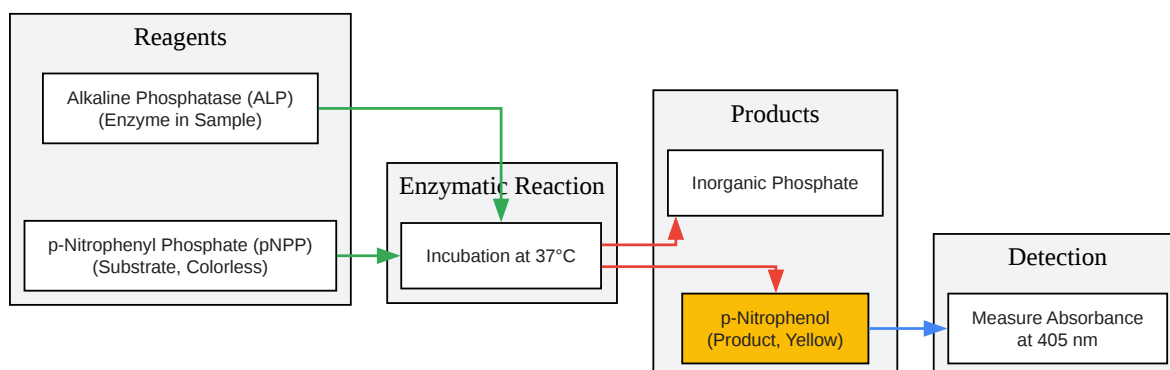 Reagents
Alkaline Phosphatase (ALP)
(Enzyme in Sample)
p-Nitrophenyl Phosphate (pNPP)
(Substrate, Colorless)
Enzymatic Reaction
Incubation at 37°C
Products
Inorganic Phosphate
p-Nitrophenol
(Product, Yellow)
Detection
Measure Absorbance
at 405 nm